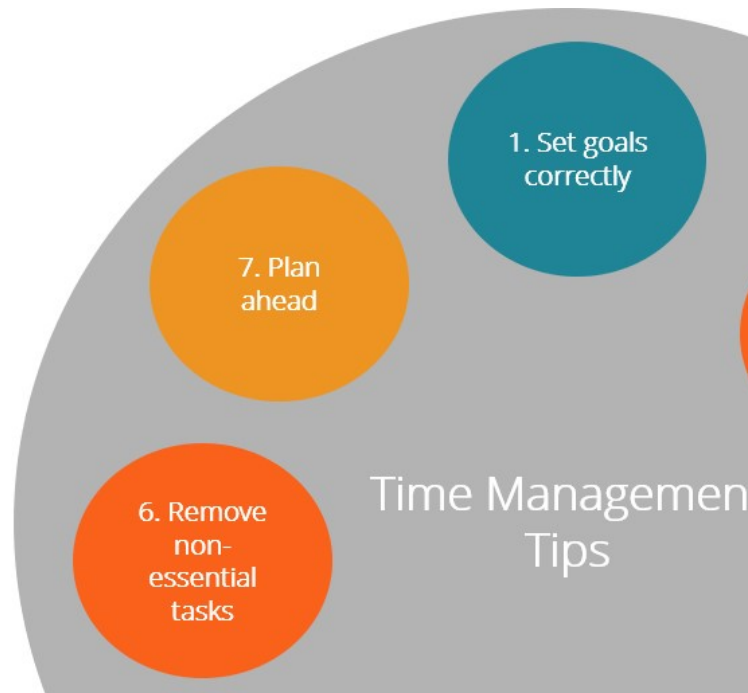 1. Set goals
correctly
7. Plan
ahead
6. Remove
non-
essential
tasks
Time Managemen
Tips